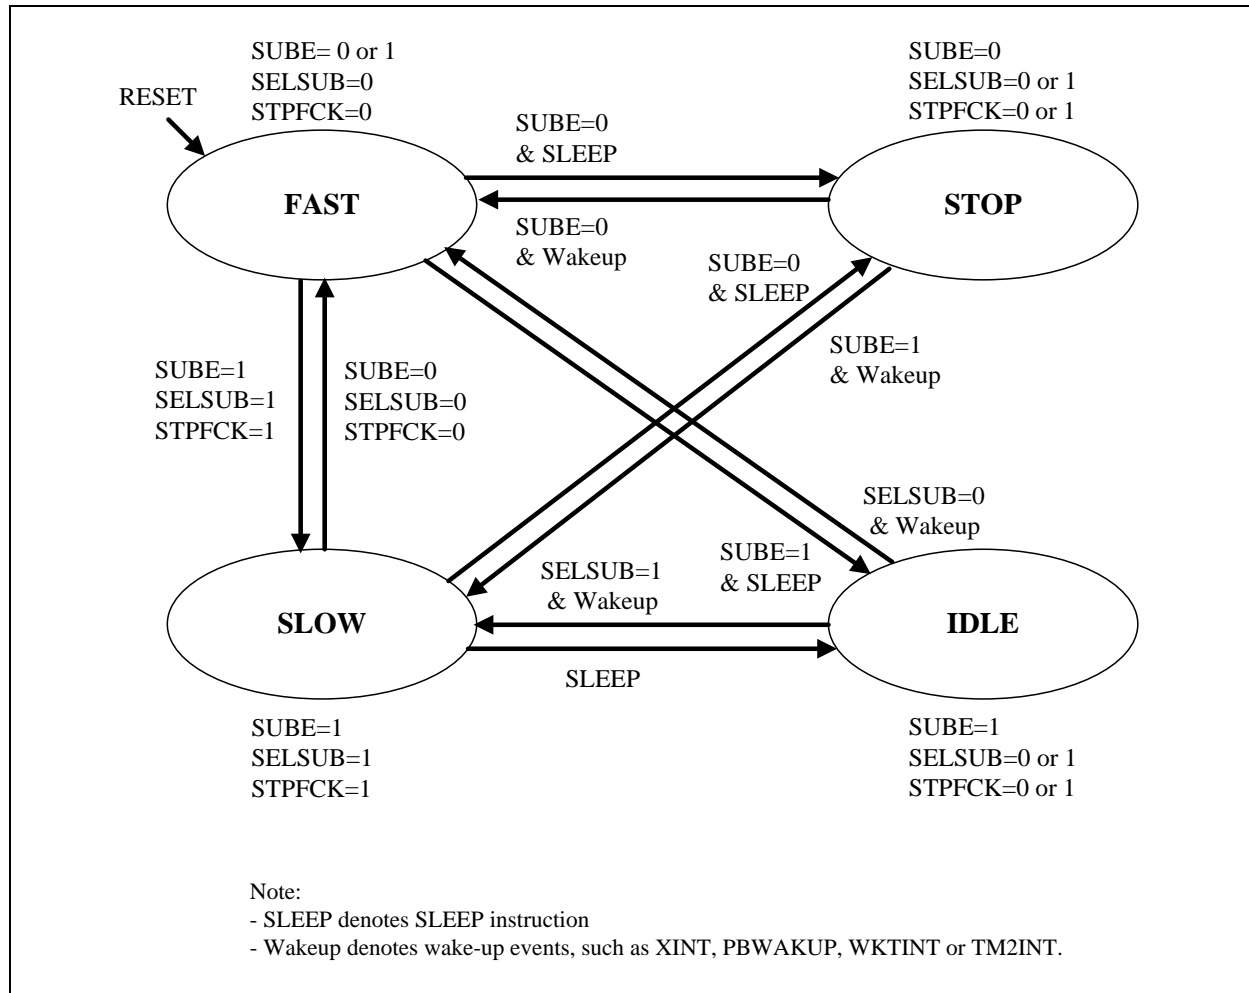 SUBE= 0 or 1
SELSUB=0
STPFCK=0
RESET
SUBE=0
SELSUB=0 or 1
STPFCK=0 or 1
SUBE=0
& SLEEP
FAST
STOP
SUBE=0
& Wakeup
SUBE=0
& SLEEP
SUBE=1
& Wakeup
SUBE=1
SELSUB=1
STPFCK=1
SUBE=0
SELSUB=0
STPFCK=0
SELSUB=0
& Wakeup
SUBE=1
& SLEEP
SELSUB=1
& Wakeup
SLOW
IDLE
SLEEP
SUBE=1
SELSUB=1
STPFCK=1
SUBE=1
SELSUB=0 or 1
STPFCK=0 or 1
Note:
- SLEEP denotes SLEEP instruction
- Wakeup denotes wake-up events, such as XINT, PBWAKUP, WKTINT or TM2INT.